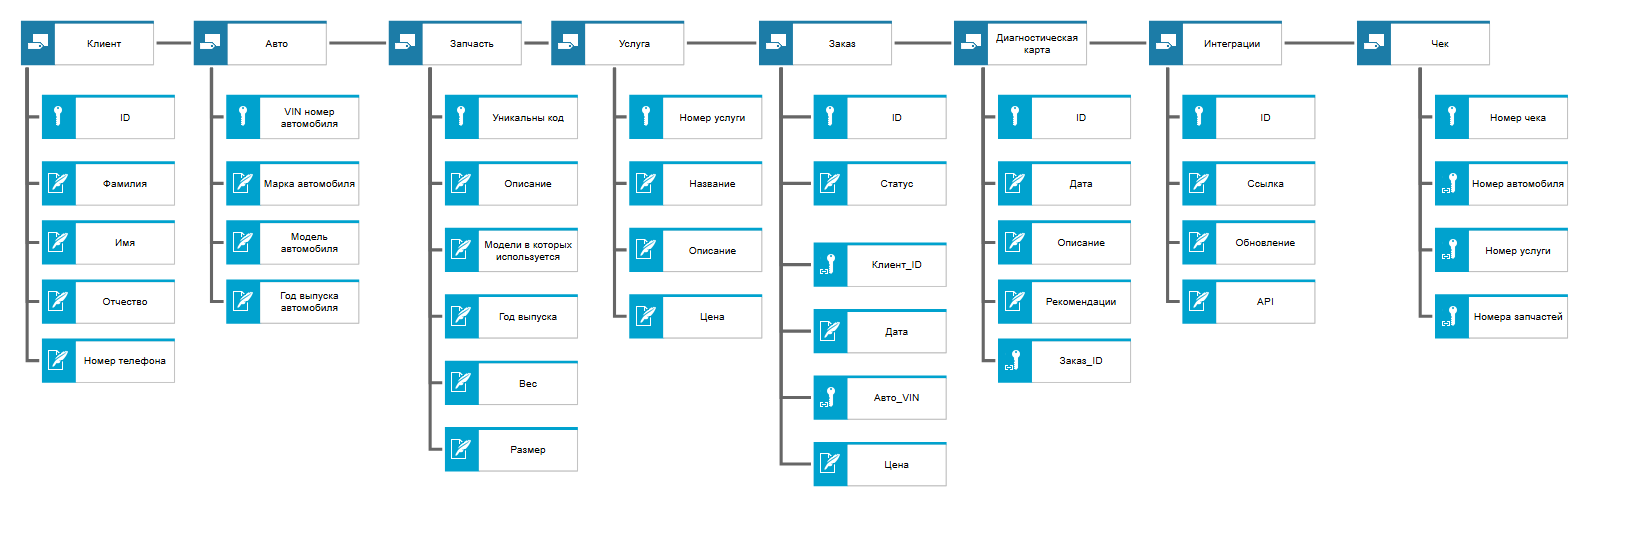 Клиент
Авто
Запчасть
Услуга
Заказ
Диагностическая
карта
Интеграции
Чек
ID
Фамилия
Имя
Отчество
Номер телефона
VIN номер
автомобиля
Марка автомобиля
Модель
автомобиля
Год выпуска
автомобиля
Уникальны код
Описание
Модели в которых
используется
Год выпуска
Вес
Размер
Номер услуги
Название
Описание
Цена
ID
Статус
Клиент_ID
Дата
Авто_VIN
Цена
ID
Дата
Описание
Рекомендации
Заказ_ID
ID
Ссылка
Обновление
API
Номер чека
Номер автомобиля
Номер услуги
Номера запчастей